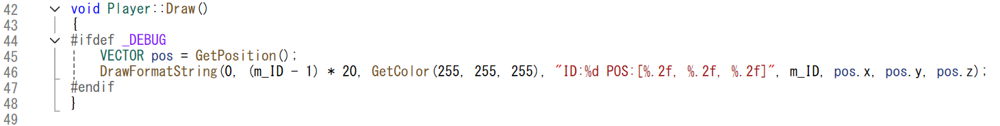 42 void Player::Draw()
43 {
44 #ifdef _DEBUG
45 VECTOR pos = GetPosition();
46 DrawFormatString(0, (m_ID - 1) * 20, GetColor(255, 255, 255), "ID:%d POS:[%.2f, %.2f, %.2f]", m_ID, pos.x, pos.y, pos.z);
47 #endif
48 }
49